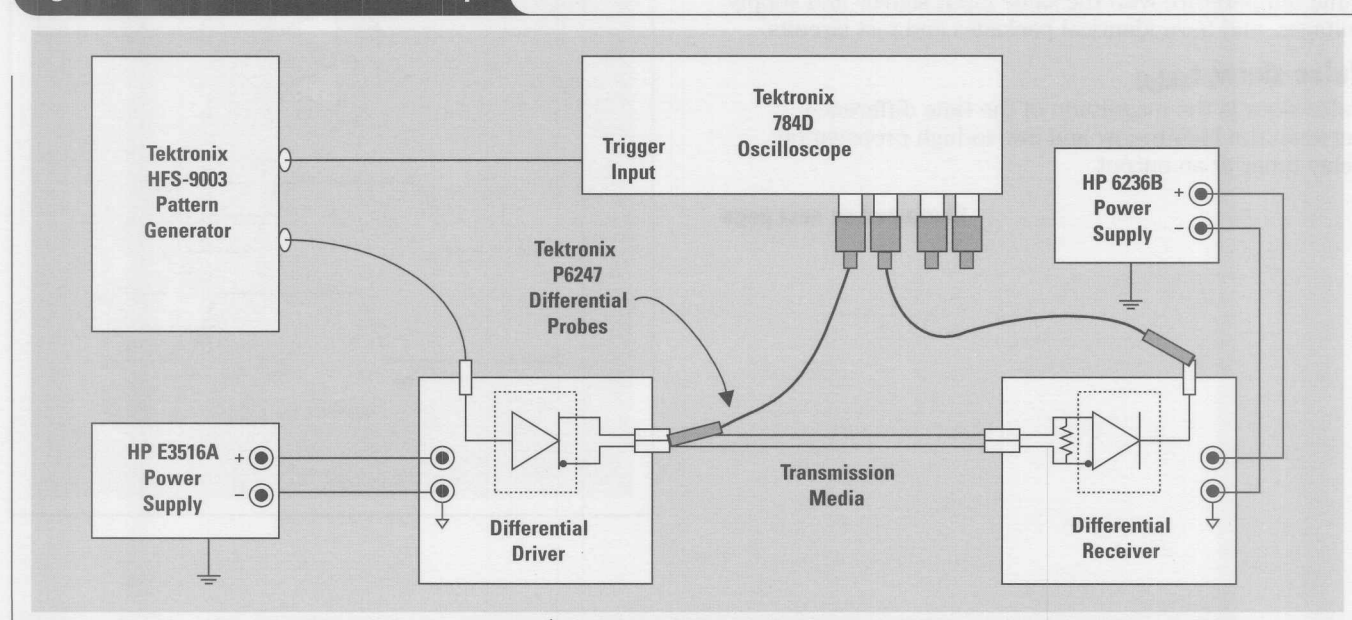 Tektronix
HFS-9003
Pattern
Generator
Trigger
Input
Tektronix
784D
Oscilloscope
HP 6236B
Power
Supply
+
–
Tektronix
P6247
Differential
Probes
HP E3516A
Power
Supply
+
–
Differential
Driver
Transmission
Media
Differential
Receiver